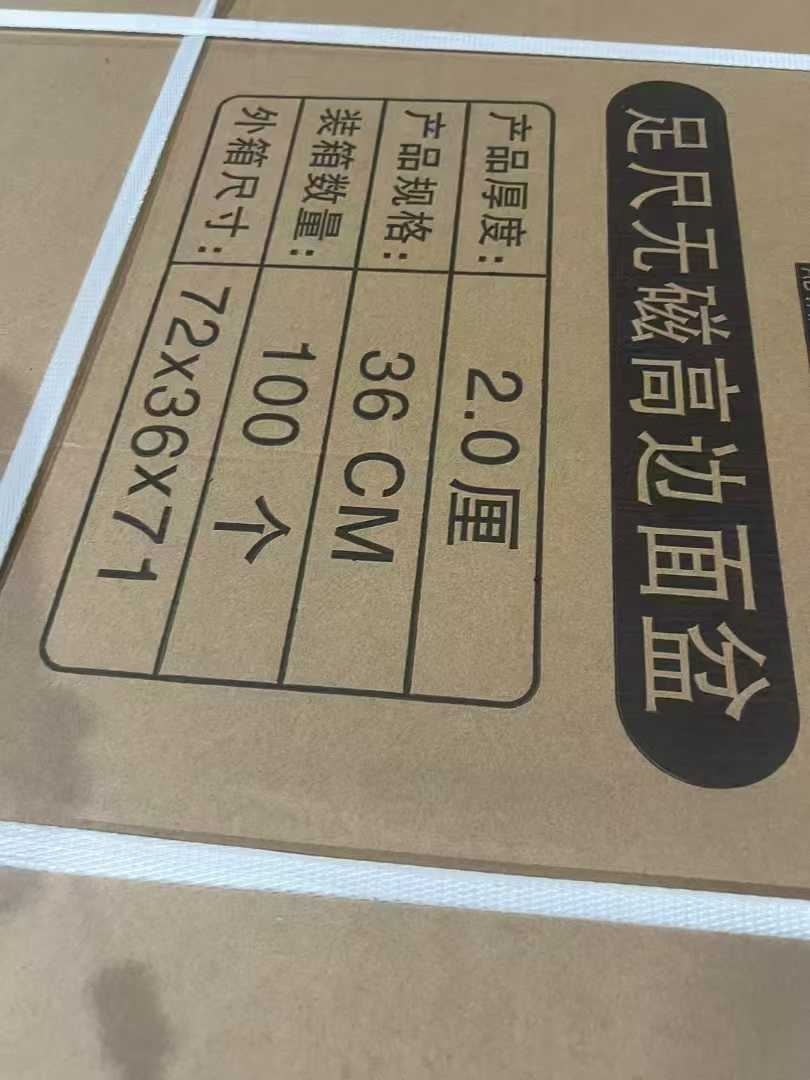 足尺无磁高边面盆
产品厚度： 2.0厘
产品规格： 36 CM
装箱数量： 100 个
外箱尺寸： 72x36x71